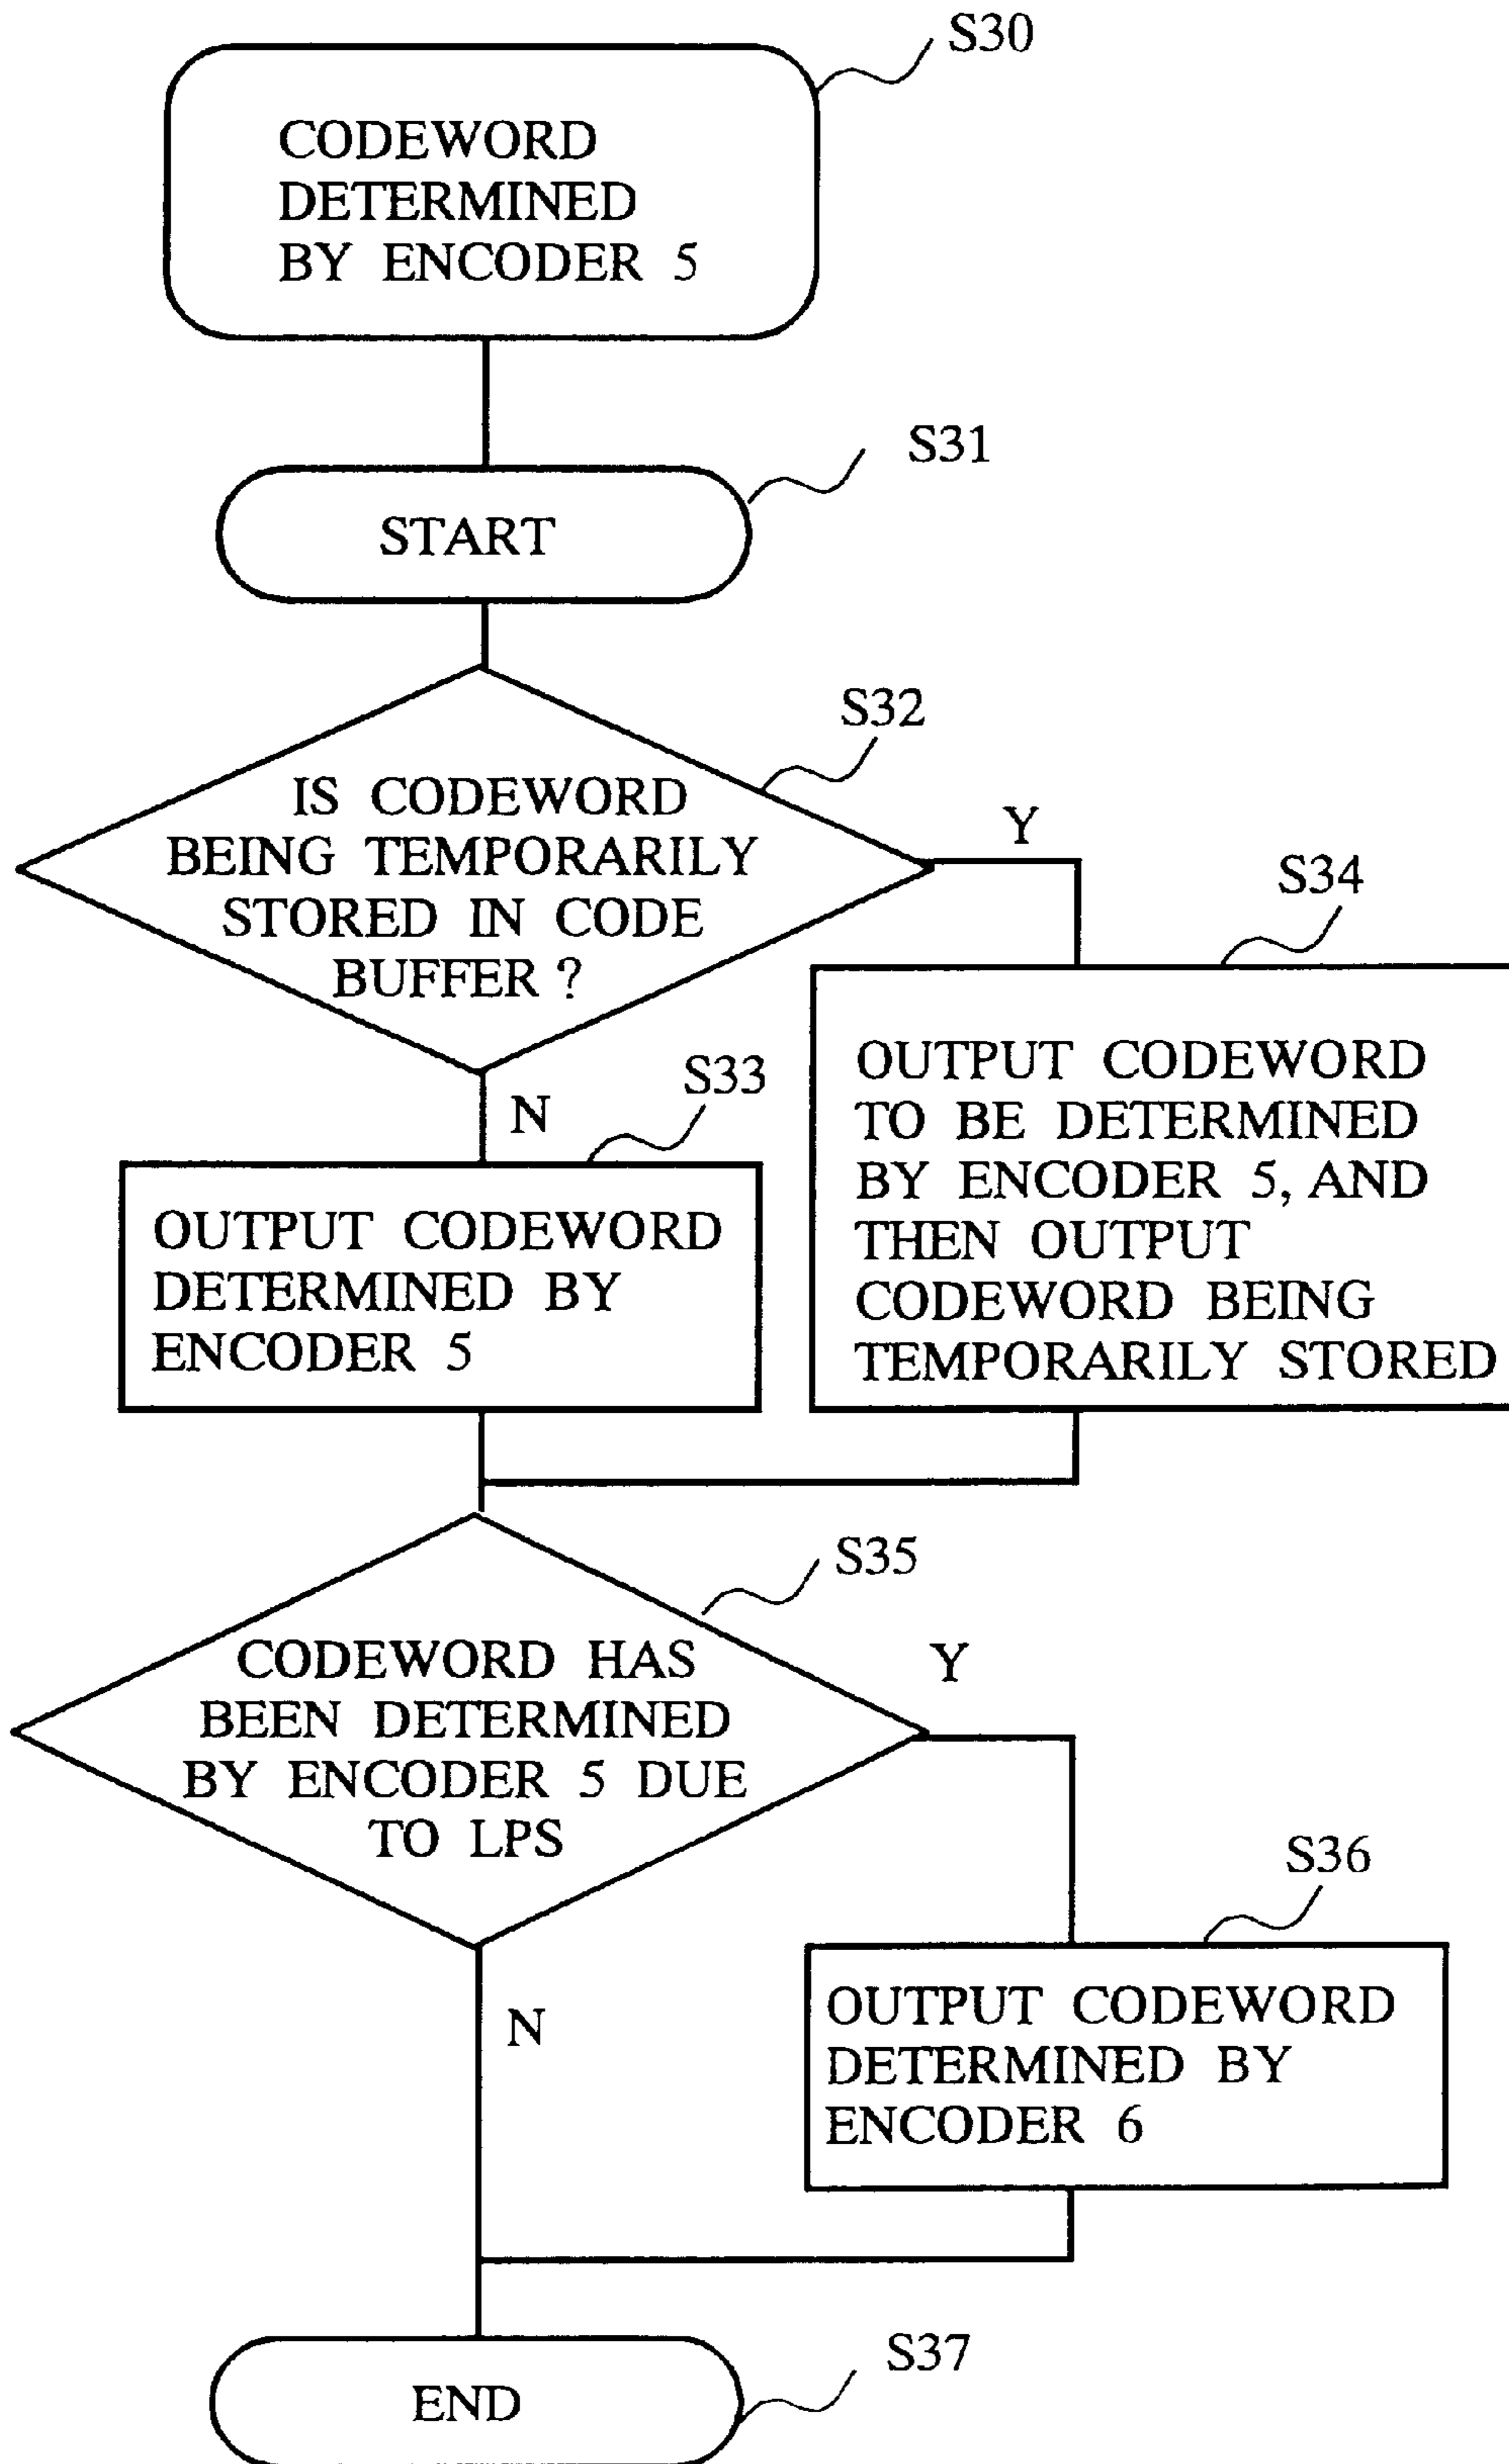 S30
CODEWORD
DETERMINED
BY ENCODER 5
S31
START
S32
IS CODEWORD
BEING TEMPORARILY
STORED IN CODE
BUFFER ?
Y
S34
OUTPUT CODEWORD
TO BE DETERMINED
BY ENCODER 5, AND
THEN OUTPUT
CODEWORD BEING
TEMPORARILY STORED
N
S33
OUTPUT CODEWORD
DETERMINED BY
ENCODER 5
S35
CODEWORD HAS
BEEN DETERMINED
BY ENCODER 5 DUE
TO LPS
Y
S36
OUTPUT CODEWORD
DETERMINED BY
ENCODER 6
N
S37
END